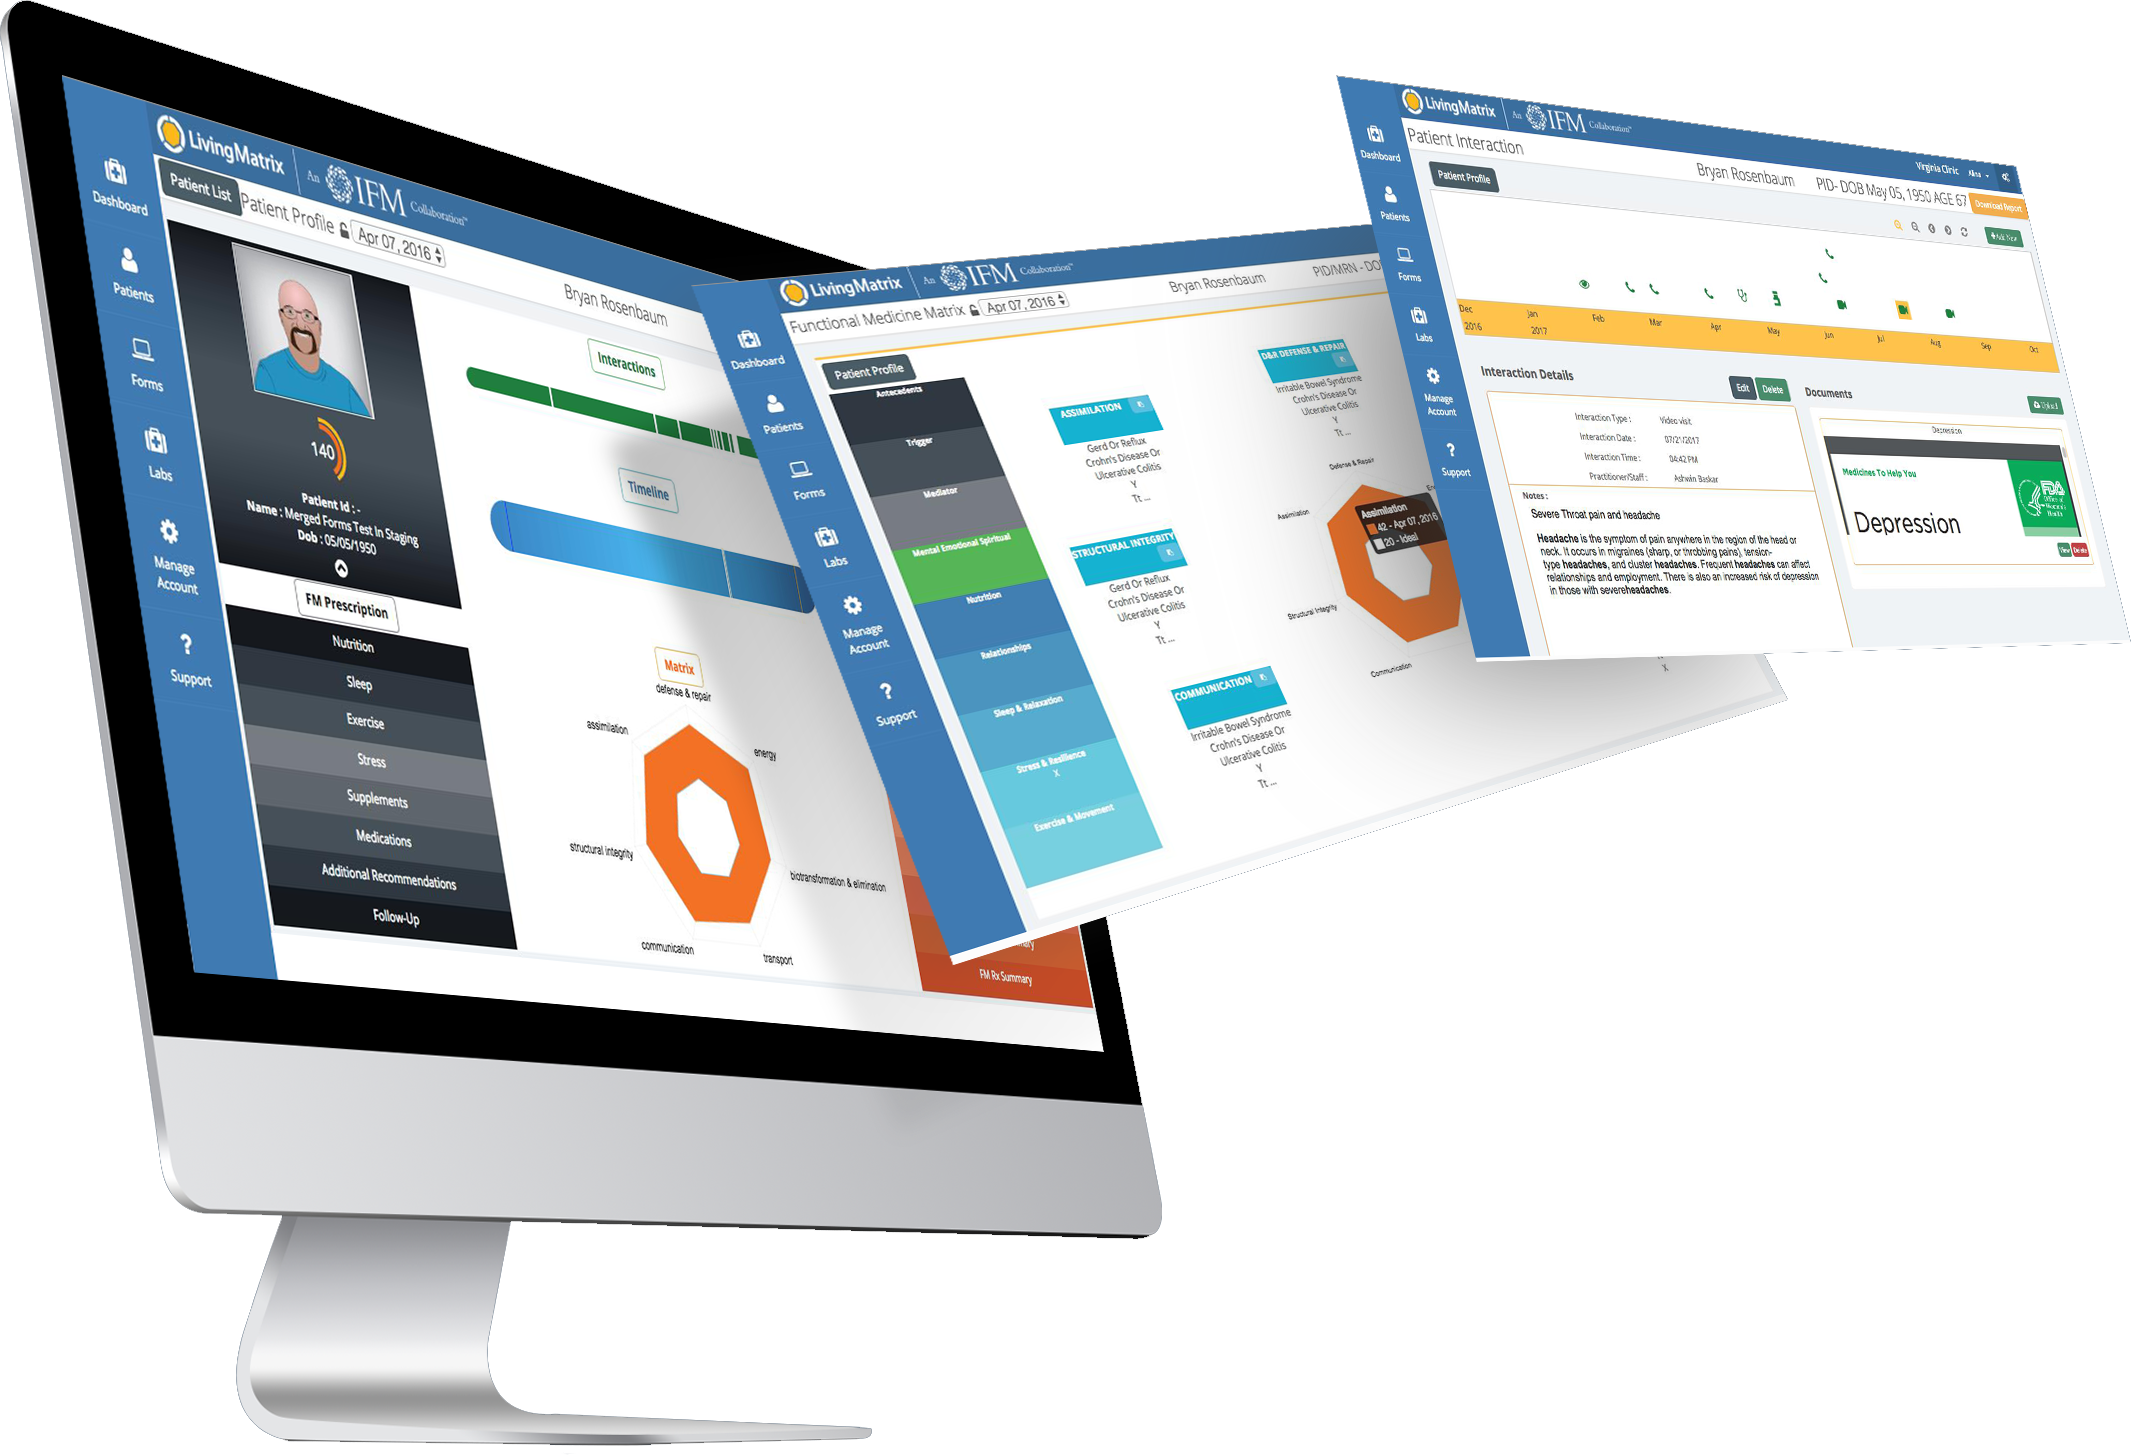 LivingMatrix
An IFM Collaboration™
Patient List
Patient Profile
Apr 07, 2016
Bryan Rosenbaum
Dashboard
Patients
Forms
Labs
Manage
Account
Support
140
Patient Id : -
Name : Merged Forms Test In Staging
Dob : 05/05/1950
FM Prescription
Nutrition
Sleep
Exercise
Stress
Supplements
Medications
Additional Recommendations
Follow-Up
Interactions
Timeline
Matrix
defense & repair
assimilation
energy
structural integrity
biotransformation & elimination
communication
transport
FM Rx Summary
LivingMatrix
An IFM Collaboration™
Functional Medicine Matrix
Apr 07, 2016
Bryan Rosenbaum
PID/MRN - DO
Dashboard
Patients
Forms
Labs
Manage
Account
Support
Patient Profile
Antecedents
Trigger
Mediator
Mental Emotional Spiritual
Nutrition
Relationships
Sleep & Relaxation
Stress & Resilience
X
Exercise & Movement
ASSIMILATION
Gerd Or Reflux
Crohn's Disease Or
Ulcerative Colitis
Y
Tt ...
STRUCTURAL INTEGRITY
Gerd Or Reflux
Crohn's Disease Or
Ulcerative Colitis
Y
Tt ...
COMMUNICATION
Irritable Bowel Syndrome
Crohn's Disease Or
Ulcerative Colitis
Y
Tt ...
D&R DEFENSE & REPAIR
Irritable Bowel Syndrome
Crohn's Disease Or
Ulcerative Colitis
Y
Tt ...
Defense & Repair
Assimilation
Assimilation
42 - Apr 07, 2016
20 - Ideal
Structural Integrity
Communication
X
LivingMatrix
An IFM Collaboration™
Virginia Clinic
Patient Interaction
Bryan Rosenbaum
PID- DOB May 05, 1950 AGE 67
Download Report
Dashboard
Patients
Forms
Labs
Manage
Account
Support
Patient Profile
Add New
Dec
2016
Jan
2017
Feb
Mar
Apr
May
Jun
Jul
Aug
Sep
Oct
Interaction Details
Edit
Delete
Interaction Type : Video visit
Interaction Date : 07/21/2017
Interaction Time : 04:42 PM
Practitioner/Staff : Ashwin Baskar
Notes :
Severe Throat pain and headache
Headache is the symptom of pain anywhere in the region of the head or
neck. It occurs in migraines (sharp, or throbbing pains), tension-
type headaches, and cluster headaches. Frequent headaches can affect
relationships and employment. There is also an increased risk of depression
in those with severeheadaches.
Documents
Upload
Depression
Medicines To Help You
Depression
FDA
Office of
Women's
Health
View
Delete